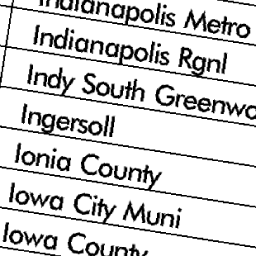 Indianapolis Metro
Indianapolis Rgnl
Indy South Greenwo
Ingersoll
Ionia County
Iowa City Muni
Iowa County